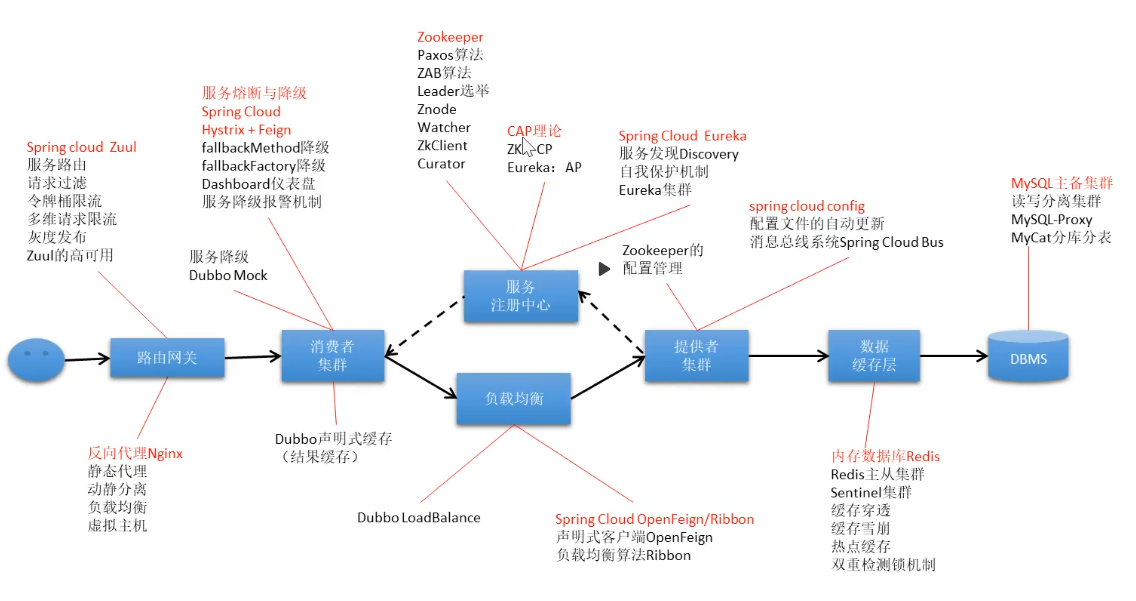 Zookeeper
Paxos算法
ZAB算法
Leader选举
Znode
Watcher
ZkClient
Curator
CAP理论
ZK CP
Eureka：AP
Spring Cloud Eureka
服务发现Discovery
自我保护机制
Eureka集群
服务熔断与降级
Spring Cloud
Hystrix + Feign
fallbackMethod降级
fallbackFactory降级
Dashboard仪表盘
服务降级报警机制
Spring cloud Zuul
服务路由
请求过滤
令牌桶限流
多维请求限流
灰度发布
Zuul的高可用
服务降级
Dubbo Mock
Zookeeper的
配置管理
spring cloud config
配置文件的自动更新
消息总线系统Spring Cloud Bus
MySQL主备集群
读写分离集群
MySQL-Proxy
MyCat分库分表
服务
注册中心
路由网关
消费者
集群
负载均衡
提供者
集群
数据
缓存层
DBMS
反向代理Nginx
静态代理
动静分离
负载均衡
虚拟主机
Dubbo声明式缓存
（结果缓存）
Dubbo LoadBalance
Spring Cloud OpenFeign/Ribbon
声明式客户端OpenFeign
负载均衡算法Ribbon
内存数据库Redis
Redis主从集群
Sentinel集群
缓存穿透
缓存雪崩
热点缓存
双重检测锁机制